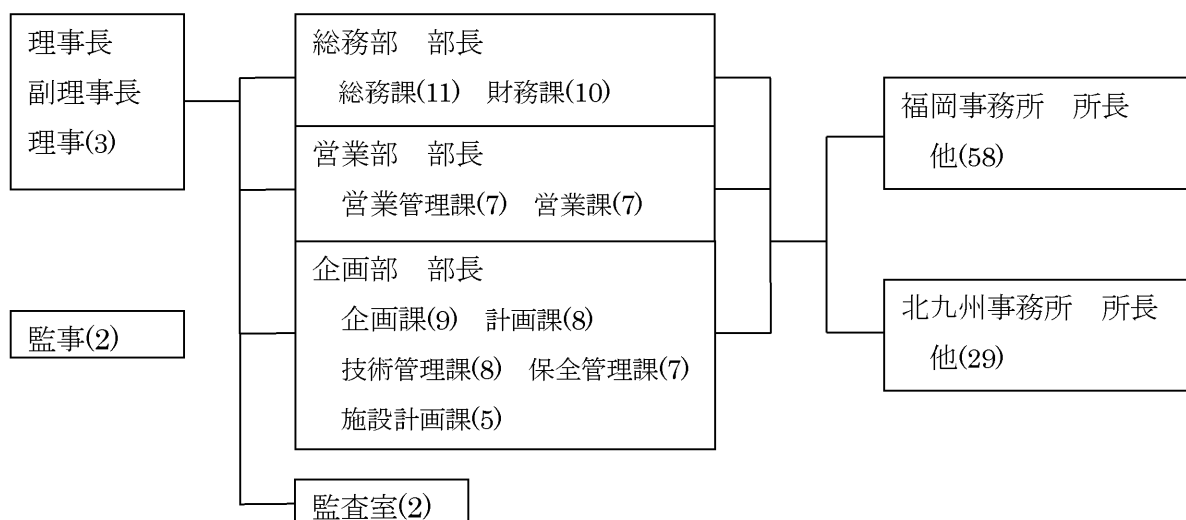 理事長
副理事長
理事(3)
監事(2)
総務部　部長
総務課(11)　財務課(10)
営業部　部長
営業管理課(7)　営業課(7)
企画部　部長
企画課(9)　計画課(8)
技術管理課(8)　保全管理課(7)
施設計画課(5)
監査室(2)
福岡事務所　所長
他(58)
北九州事務所　所長
他(29)